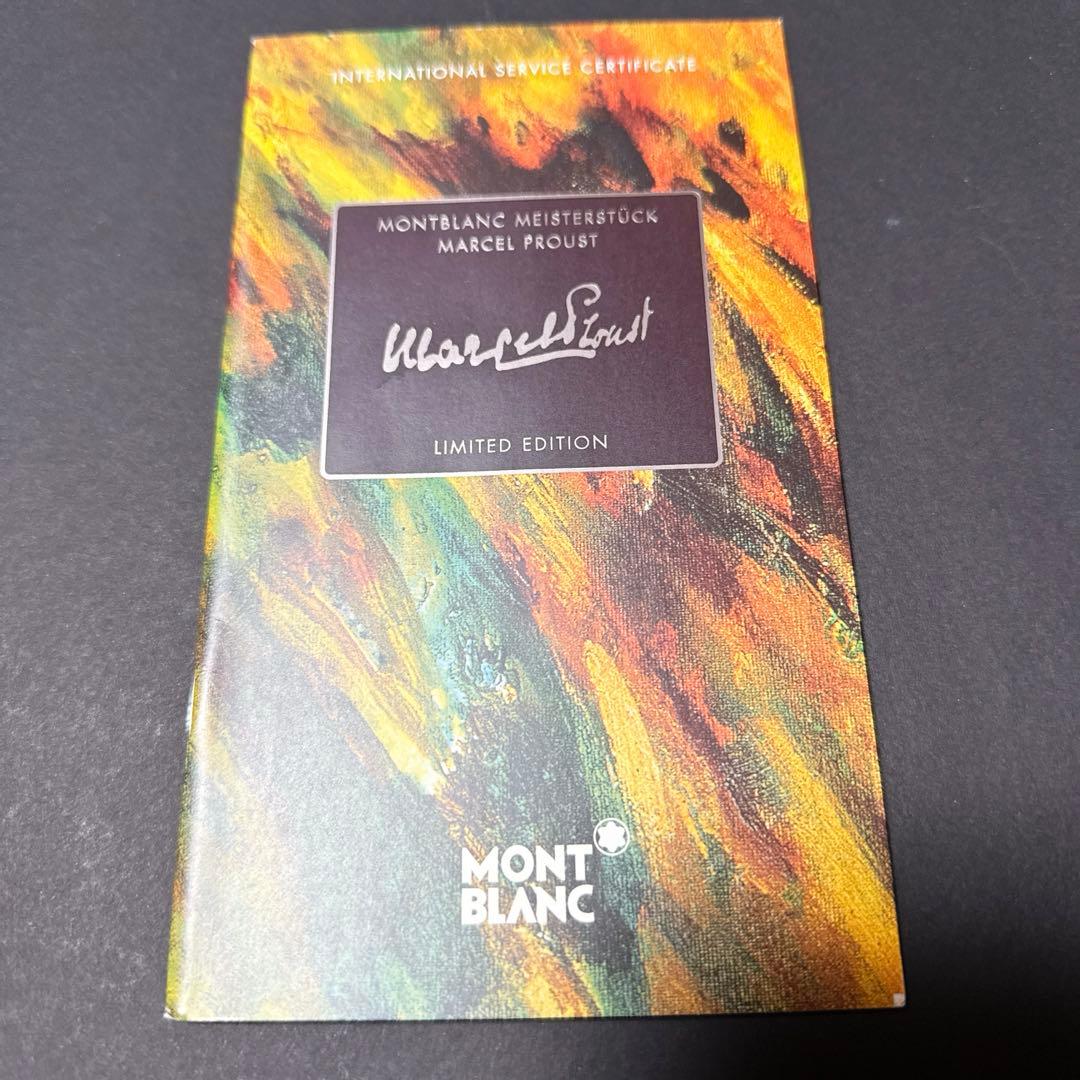 INTERNATIONAL SERVICE CERTIFICATE
MONTBLANC MEISTERSTÜCK
MARCEL PROUST
Marcel Proust
LIMITED EDITION
MONT
BLANC